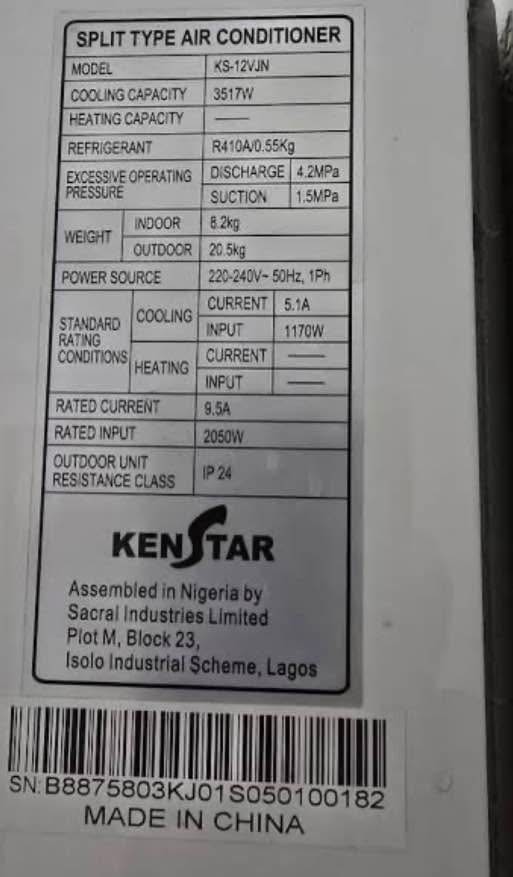 SPLIT TYPE AIR CONDITIONER
MODEL KS-12VJN
COOLING CAPACITY 3517W
HEATING CAPACITY ——
REFRIGERANT R410A/0.55Kg
EXCESSIVE OPERATING PRESSURE DISCHARGE 4.2MPa
SUCTION 1.5MPa
WEIGHT INDOOR 8.2kg
OUTDOOR 20.5kg
POWER SOURCE 220-240V~ 50Hz, 1Ph
STANDARD RATING CONDITIONS COOLING CURRENT 5.1A
INPUT 1170W
HEATING CURRENT ——
INPUT ——
RATED CURRENT 9.5A
RATED INPUT 2050W
OUTDOOR UNIT
RESISTANCE CLASS IP 24
KENSTAR
Assembled in Nigeria by
Sacral Industries Limited
Plot M, Block 23,
Isolo Industrial Scheme, Lagos
SN:B8875803KJ01S050100182
MADE IN CHINA